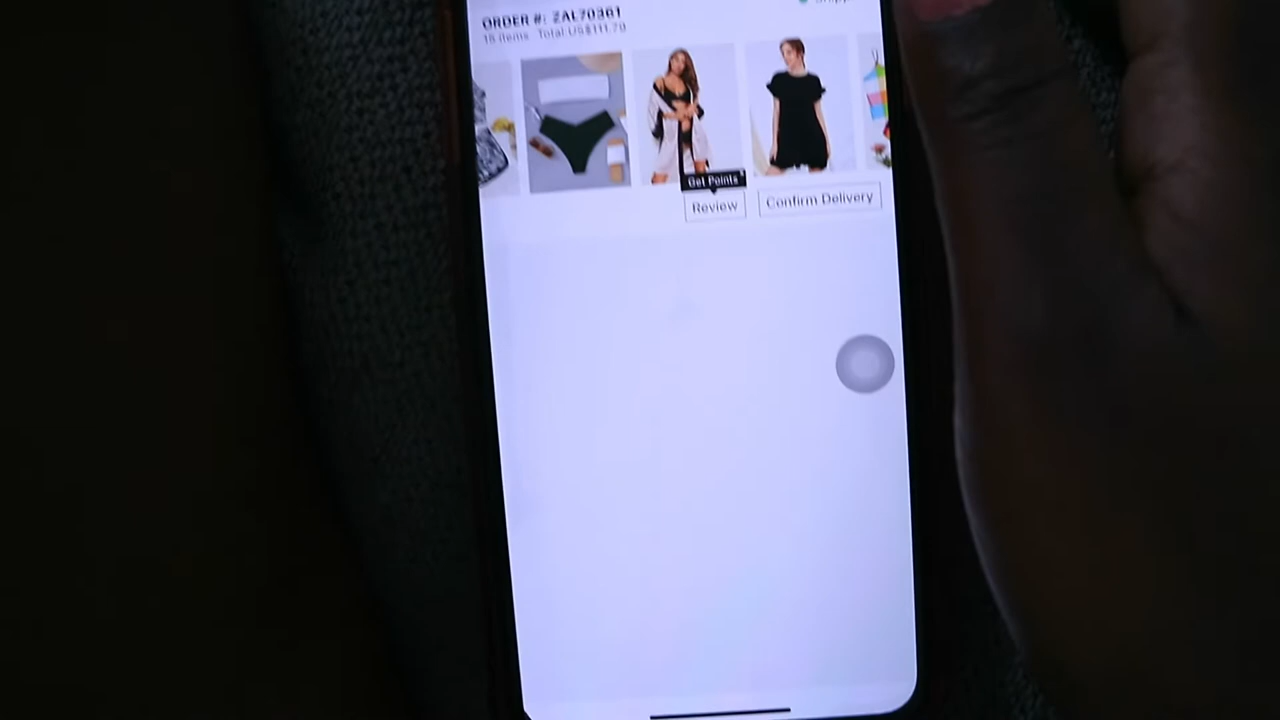 ORDER #: ZAL70361
15 items Total:US$111.70
Get Points
Review
Confirm Delivery